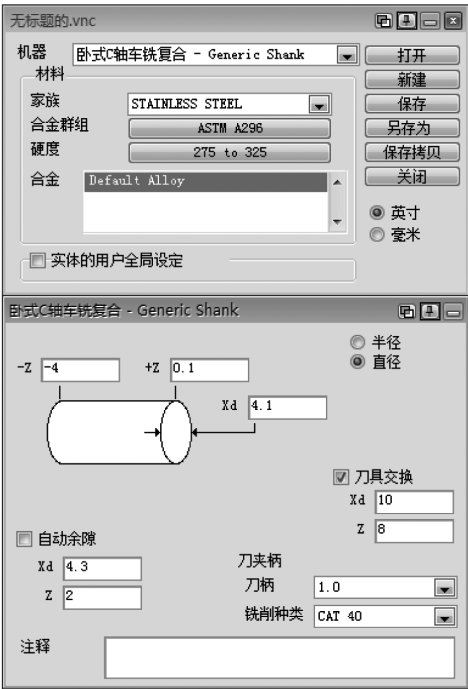 无标题的.vnc
机器 卧式C轴车铣复合 - Generic Shank 打开
材料 新建
家族 STAINLESS STEEL 保存
合金群组 ASTM A296 另存为
硬度 275 to 325 保存拷贝
合金 Default Alloy 关闭
英寸
毫米
实体的用户全局设定
卧式C轴车铣复合 - Generic Shank
半径
直径
-Z -4 +Z 0.1
Xd 4.1
刀具交换
Xd 10
Z 8
自动余隙
Xd 4.3
Z 2
刀夹柄
刀柄 1.0
铣削种类 CAT 40
注释